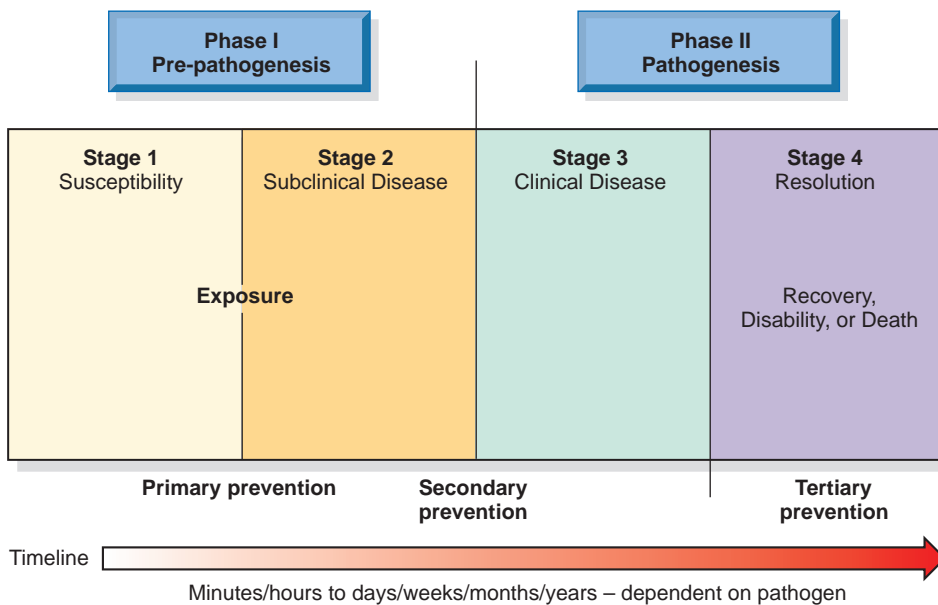 Phase I
Pre-pathogenesis
Phase II
Pathogenesis
Stage 1
Susceptibility
Stage 2
Subclinical Disease
Stage 3
Clinical Disease
Stage 4
Resolution
Exposure
Recovery,
Disability, or Death
Primary prevention
Secondary
prevention
Tertiary
prevention
Timeline
Minutes/hours to days/weeks/months/years – dependent on pathogen